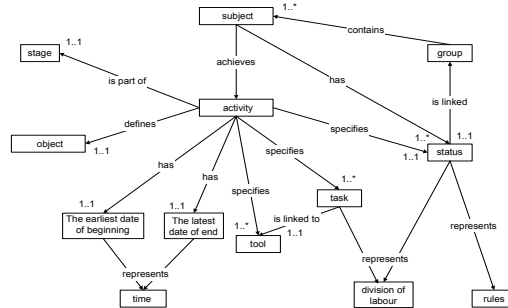 subject
1..*
contains
stage
1..1
group
achieves
has
is part of
activity
is linked
defines
specifies
1..*
1..1
1..1
object
1..1
status
has
specifies
has
1..*
specifies
1..1
1..1
task
represents
The earliest date
of beginning
The latest
date of end
1..*
is linked to
1..1
tool
represents
represents
time
division of
labour
rules